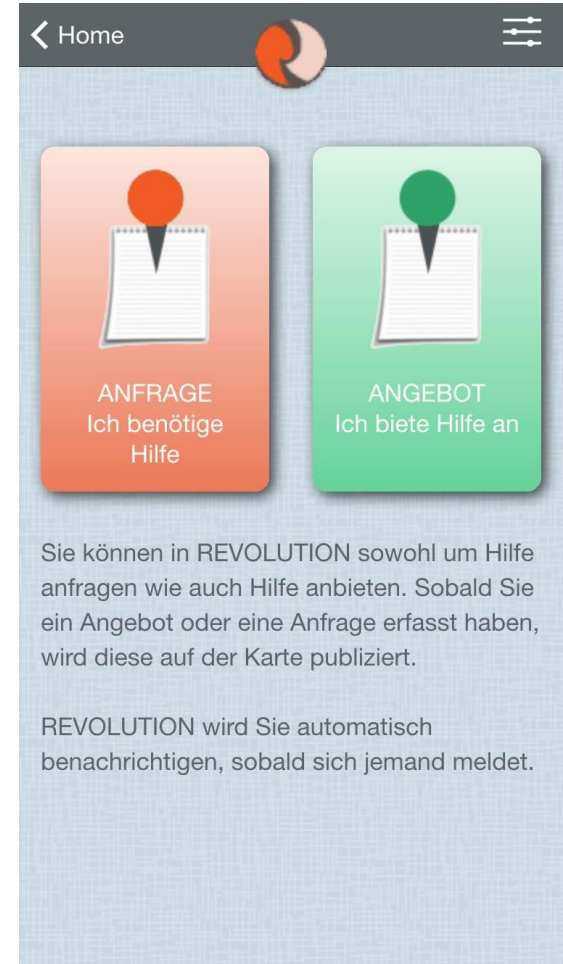 Home
ANFRAGE
Ich benötige
Hilfe
ANGEBOT
Ich biete Hilfe an
Sie können in REVOLUTION sowohl um Hilfe
anfragen wie auch Hilfe anbieten. Sobald Sie
ein Angebot oder eine Anfrage erfasst haben,
wird diese auf der Karte publiziert.
REVOLUTION wird Sie automatisch
benachrichtigen, sobald sich jemand meldet.